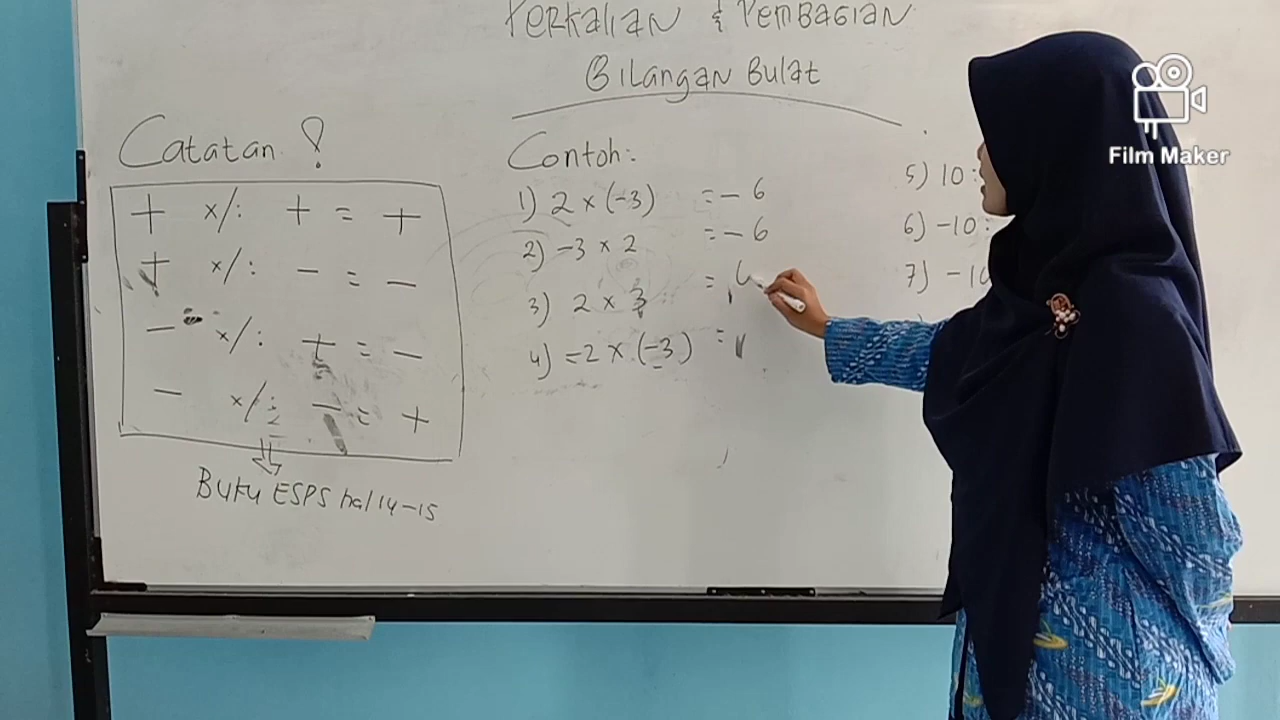 Perkalian & Pembagian
Bilangan Bulat
Catatan !
+ x/: + = +
+ x/: - = -
- x/: + = -
- x/: - = +
Buku ESPS hal 14-15
Contoh:
1) 2 x (-3) = - 6
2) -3 x 2 = - 6
3) 2 x 3 =
4) -2 x (-3) =
5) 10 :
6) -10 :
7) -10
Film Maker